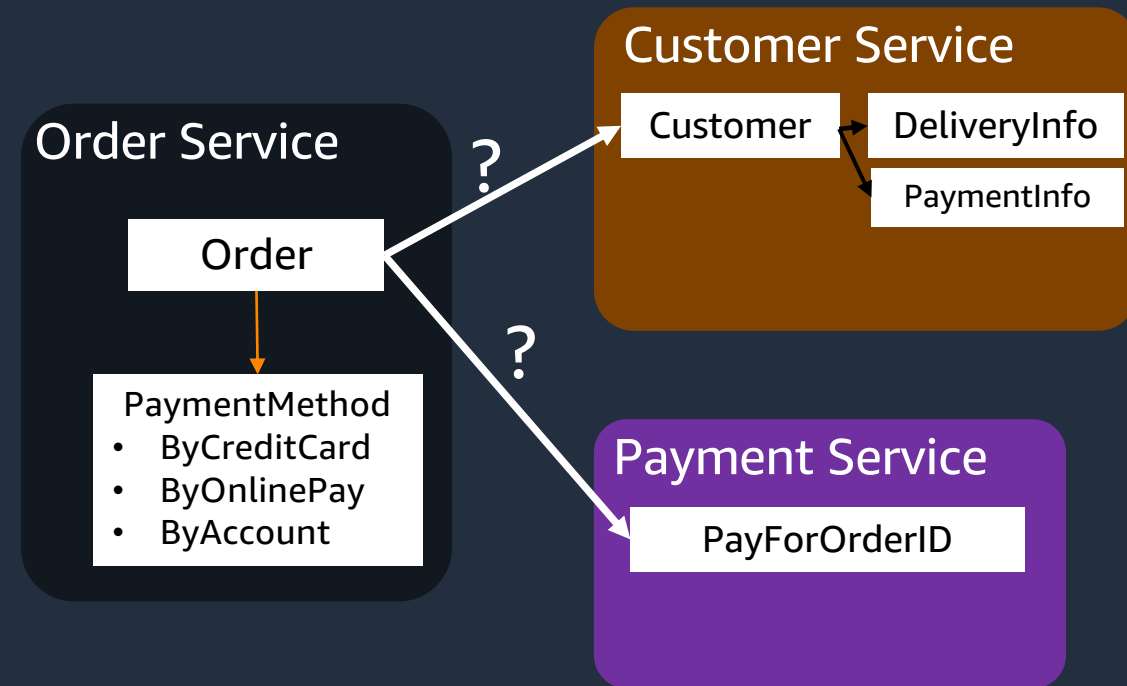 Customer Service
Customer
DeliveryInfo
PaymentInfo
Order Service
?
Order
?
PaymentMethod
• ByCreditCard
• ByOnlinePay
• ByAccount
Payment Service
PayForOrderID